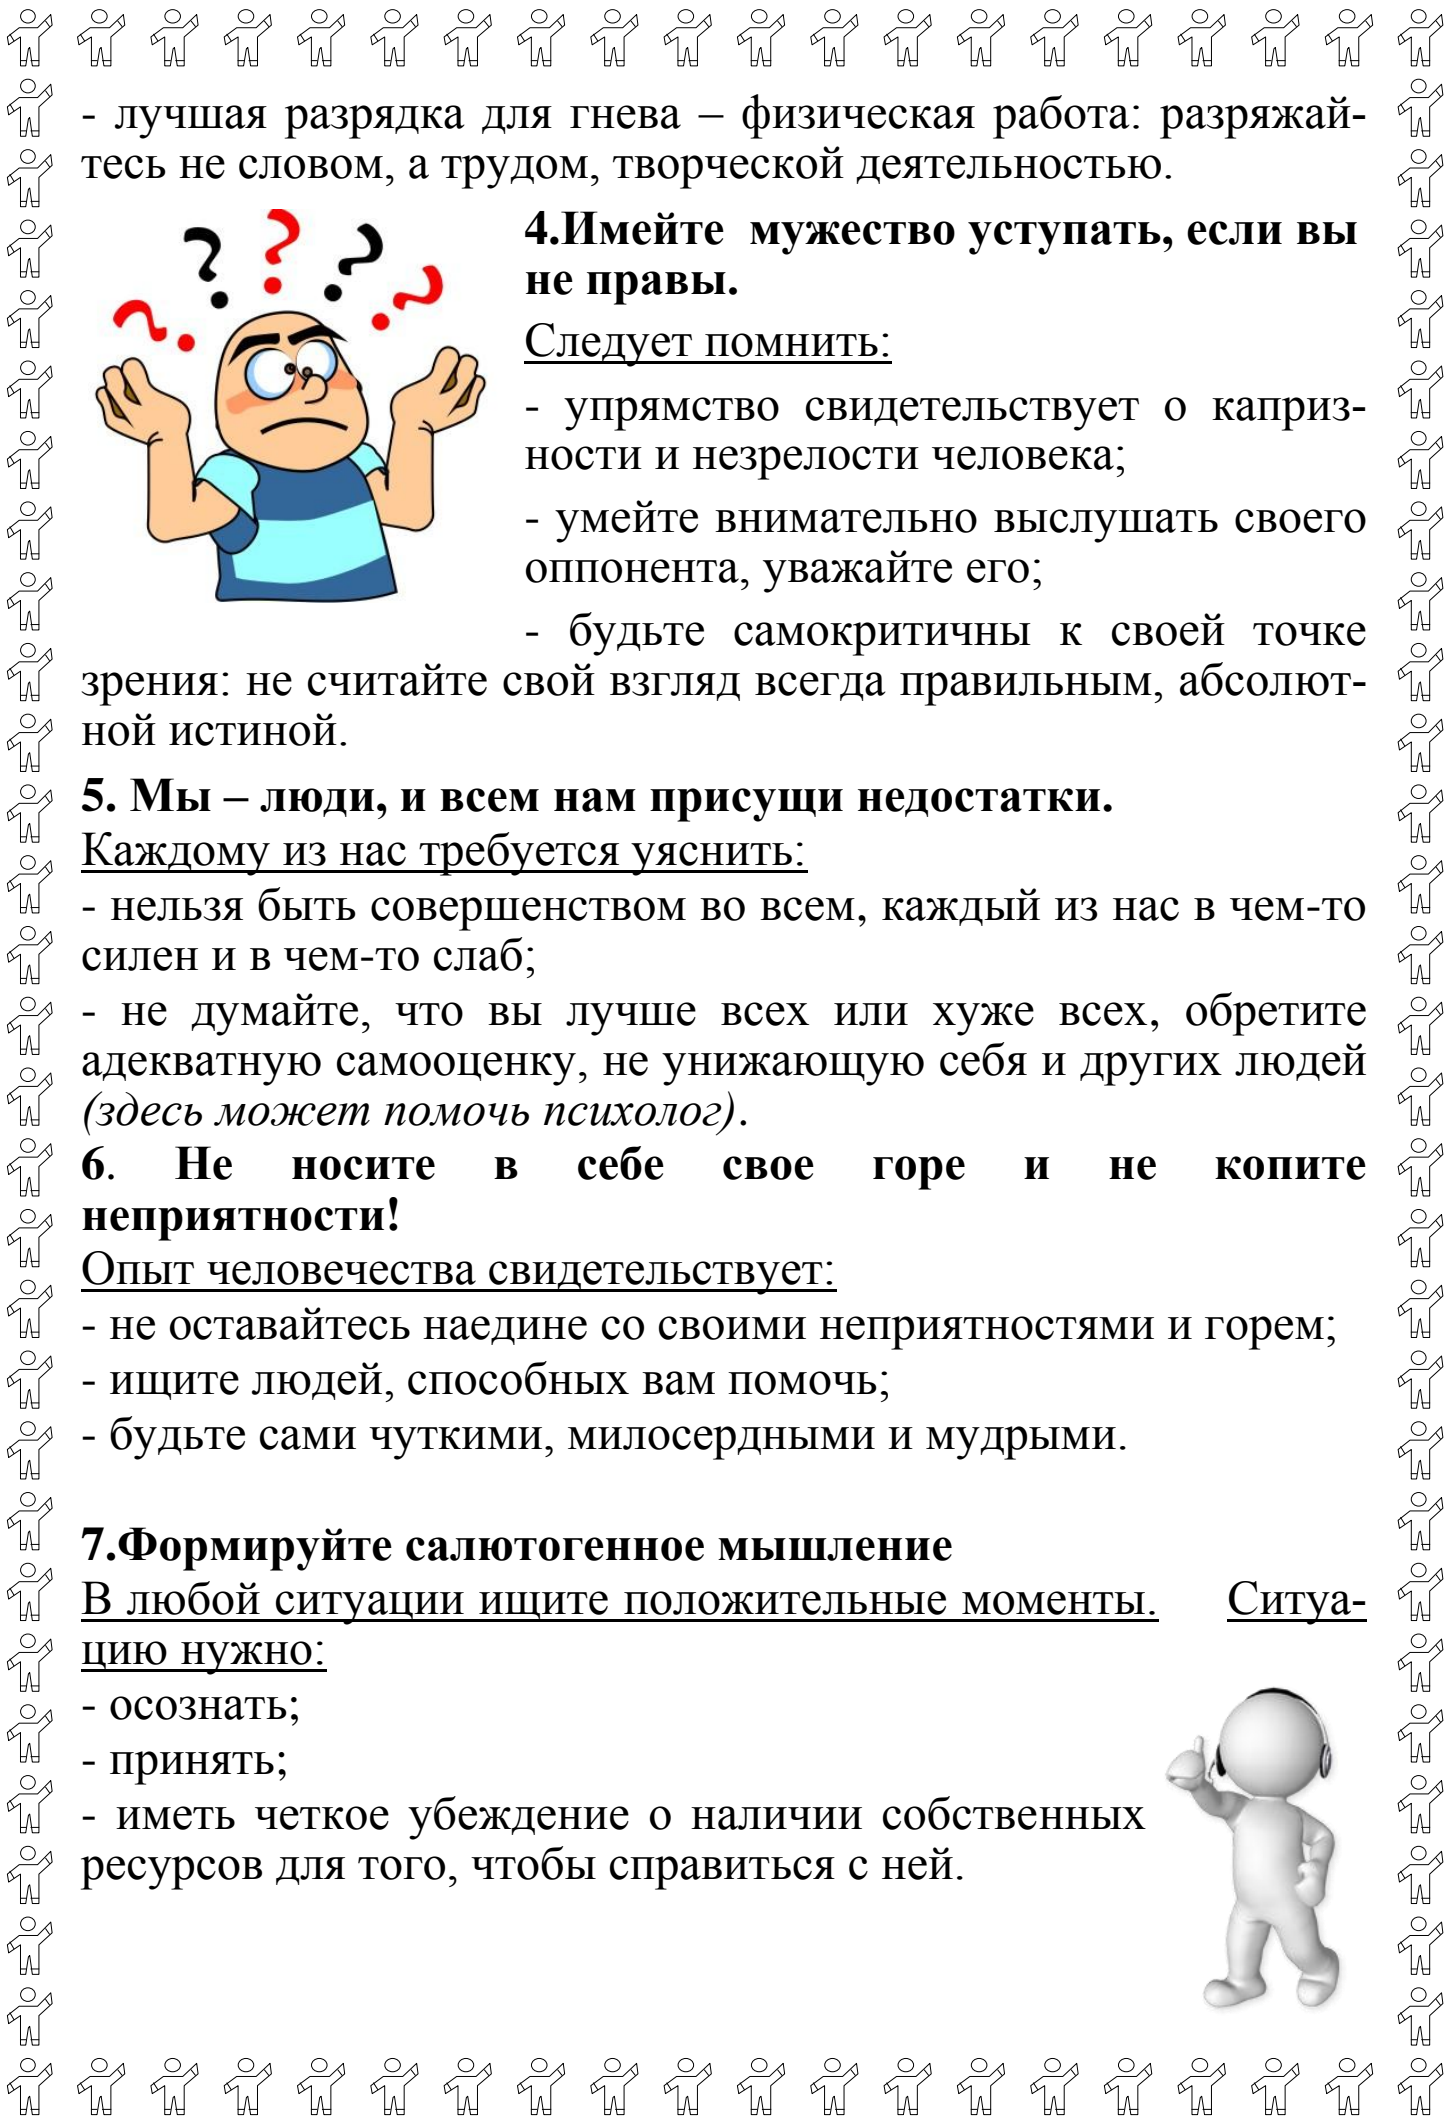 - лучшая разрядка для гнева – физическая работа: разряжай-
тесь не словом, а трудом, творческой деятельностью.
4.Имейте  мужество уступать, если вы
не правы.
Следует помнить:
- упрямство свидетельствует о каприз-
ности и незрелости человека;
- умейте внимательно выслушать своего
оппонента, уважайте его;
- будьте самокритичны к своей точке
зрения: не считайте свой взгляд всегда правильным, абсолют-
ной истиной.
5. Мы – люди, и всем нам присущи недостатки.
Каждому из нас требуется уяснить:
- нельзя быть совершенством во всем, каждый из нас в чем-то
силен и в чем-то слаб;
- не думайте, что вы лучше всех или хуже всех, обретите
адекватную самооценку, не унижающую себя и других людей
(здесь может помочь психолог).
6. Не носите в себе свое горе и не копите
неприятности!
Опыт человечества свидетельствует:
- не оставайтесь наедине со своими неприятностями и горем;
- ищите людей, способных вам помочь;
- будьте сами чуткими, милосердными и мудрыми.
7.Формируйте салютогенное мышление
В любой ситуации ищите положительные моменты. Ситуа-
цию нужно:
- осознать;
- принять;
- иметь четкое убеждение о наличии собственных
ресурсов для того, чтобы справиться с ней.